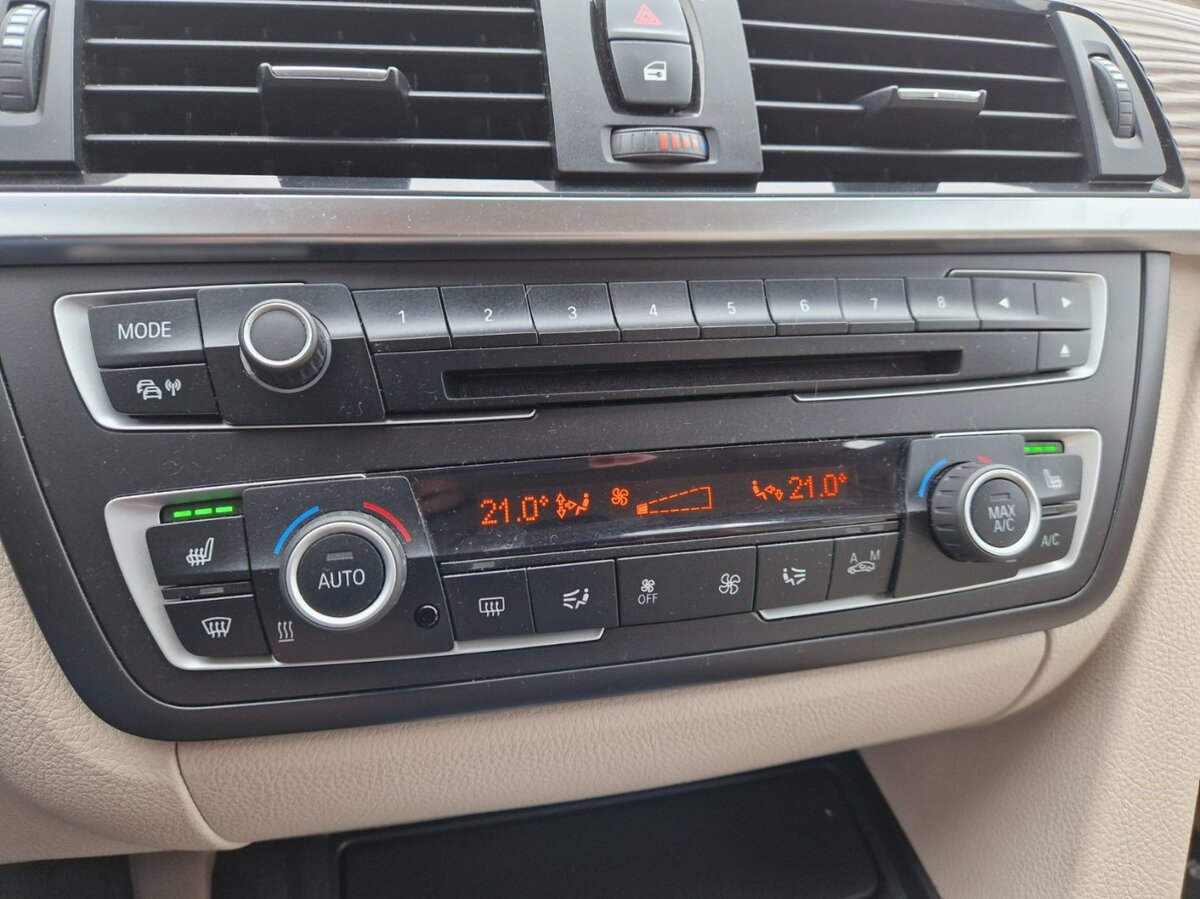 MODE
1 2 3 4 5 6 7 8
21.0° 21.0°
MAX
A/C
A/C
AUTO
OFF
A M